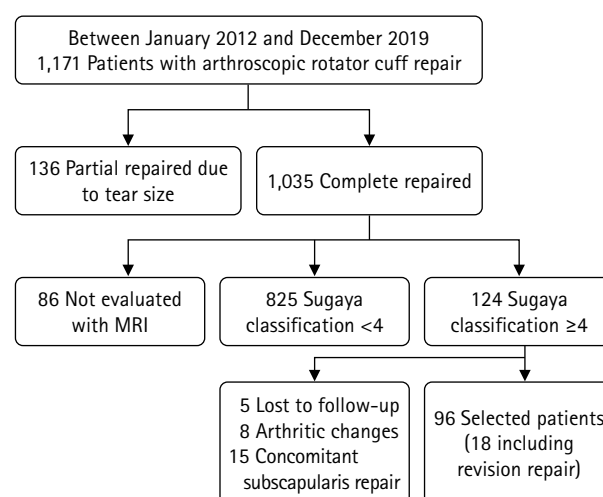 Between January 2012 and December 2019
1,171 Patients with arthroscopic rotator cuff repair
136 Partial repaired due
to tear size
1,035 Complete repaired
86 Not evaluated
with MRI
825 Sugaya
classification <4
124 Sugaya
classification ≥4
5 Lost to follow-up
8 Arthritic changes
15 Concomitant
subscapularis repair
96 Selected patients
(18 including
revision repair)